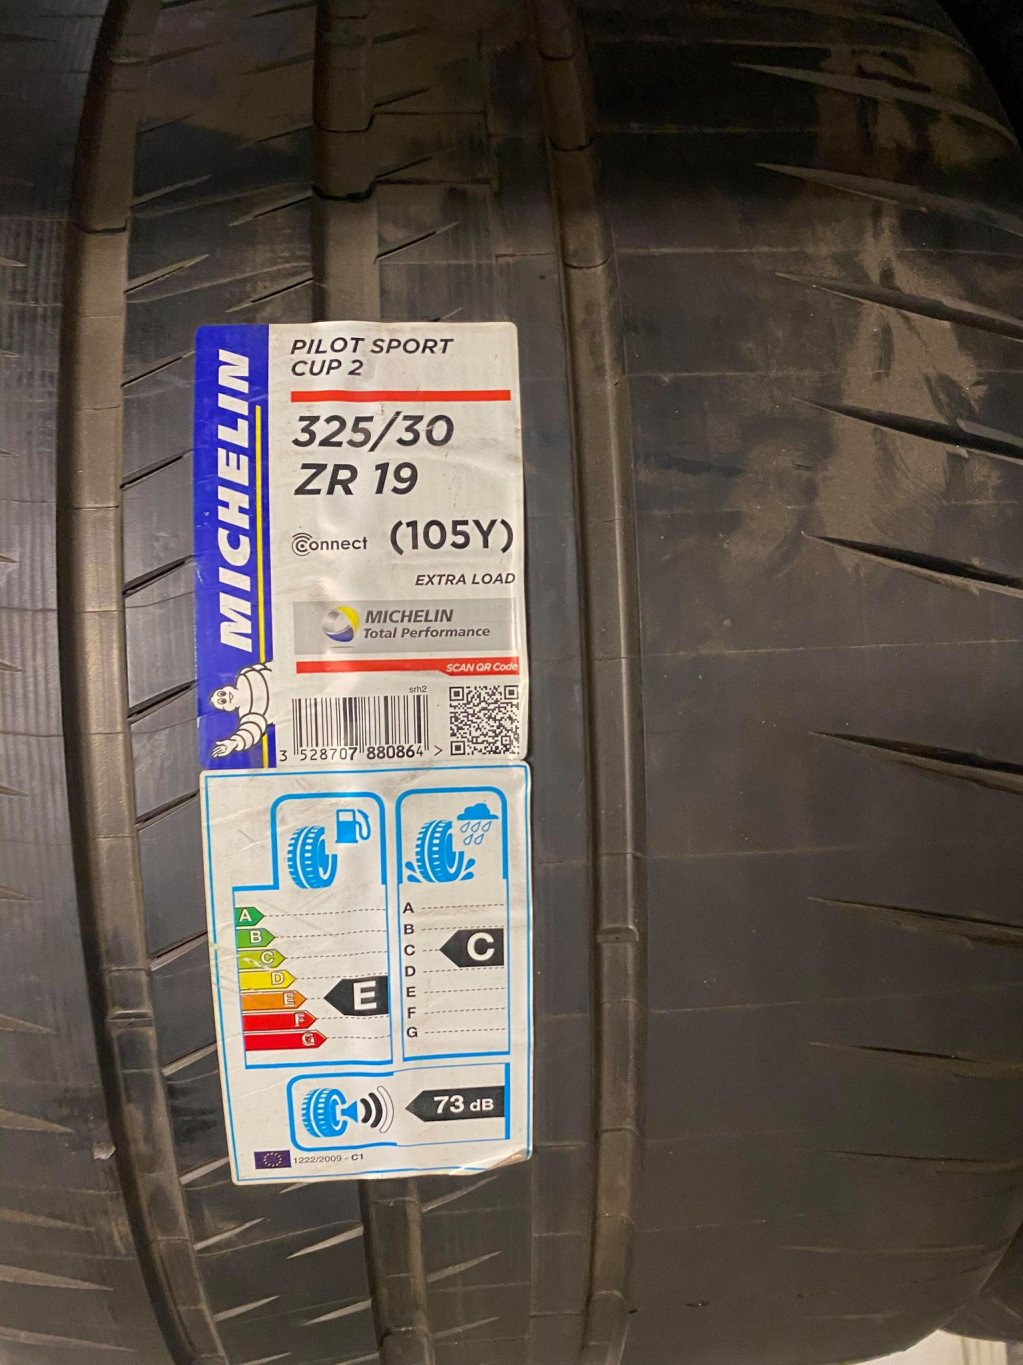 MICHELIN
PILOT SPORT
CUP 2
325/30
ZR 19
Connect (105Y)
EXTRA LOAD
MICHELIN
Total Performance
SCAN QR Code
srh2
3 528707 880864 >
A A
B B
C C C
D D
E E E
F F
G G
73 dB
1222/2009 - C1